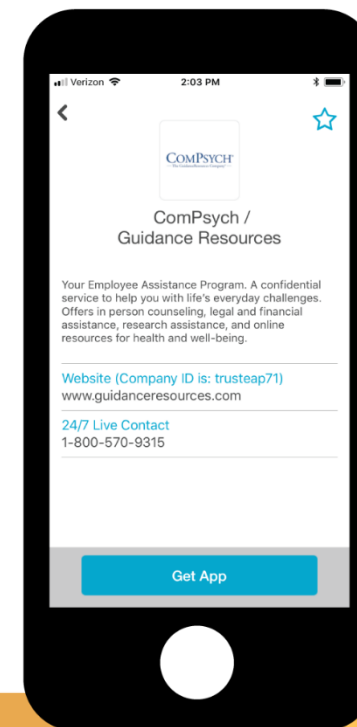 Verizon 2:03 PM
COMPSYCH
ComPsych /
Guidance Resources
Your Employee Assistance Program. A confidential
service to help you with life's everyday challenges.
Offers in person counseling, legal and financial
assistance, research assistance, and online
resources for health and well-being.
Website (Company ID is: trusteap71)
www.guidanceresources.com
24/7 Live Contact
1-800-570-9315
Get App